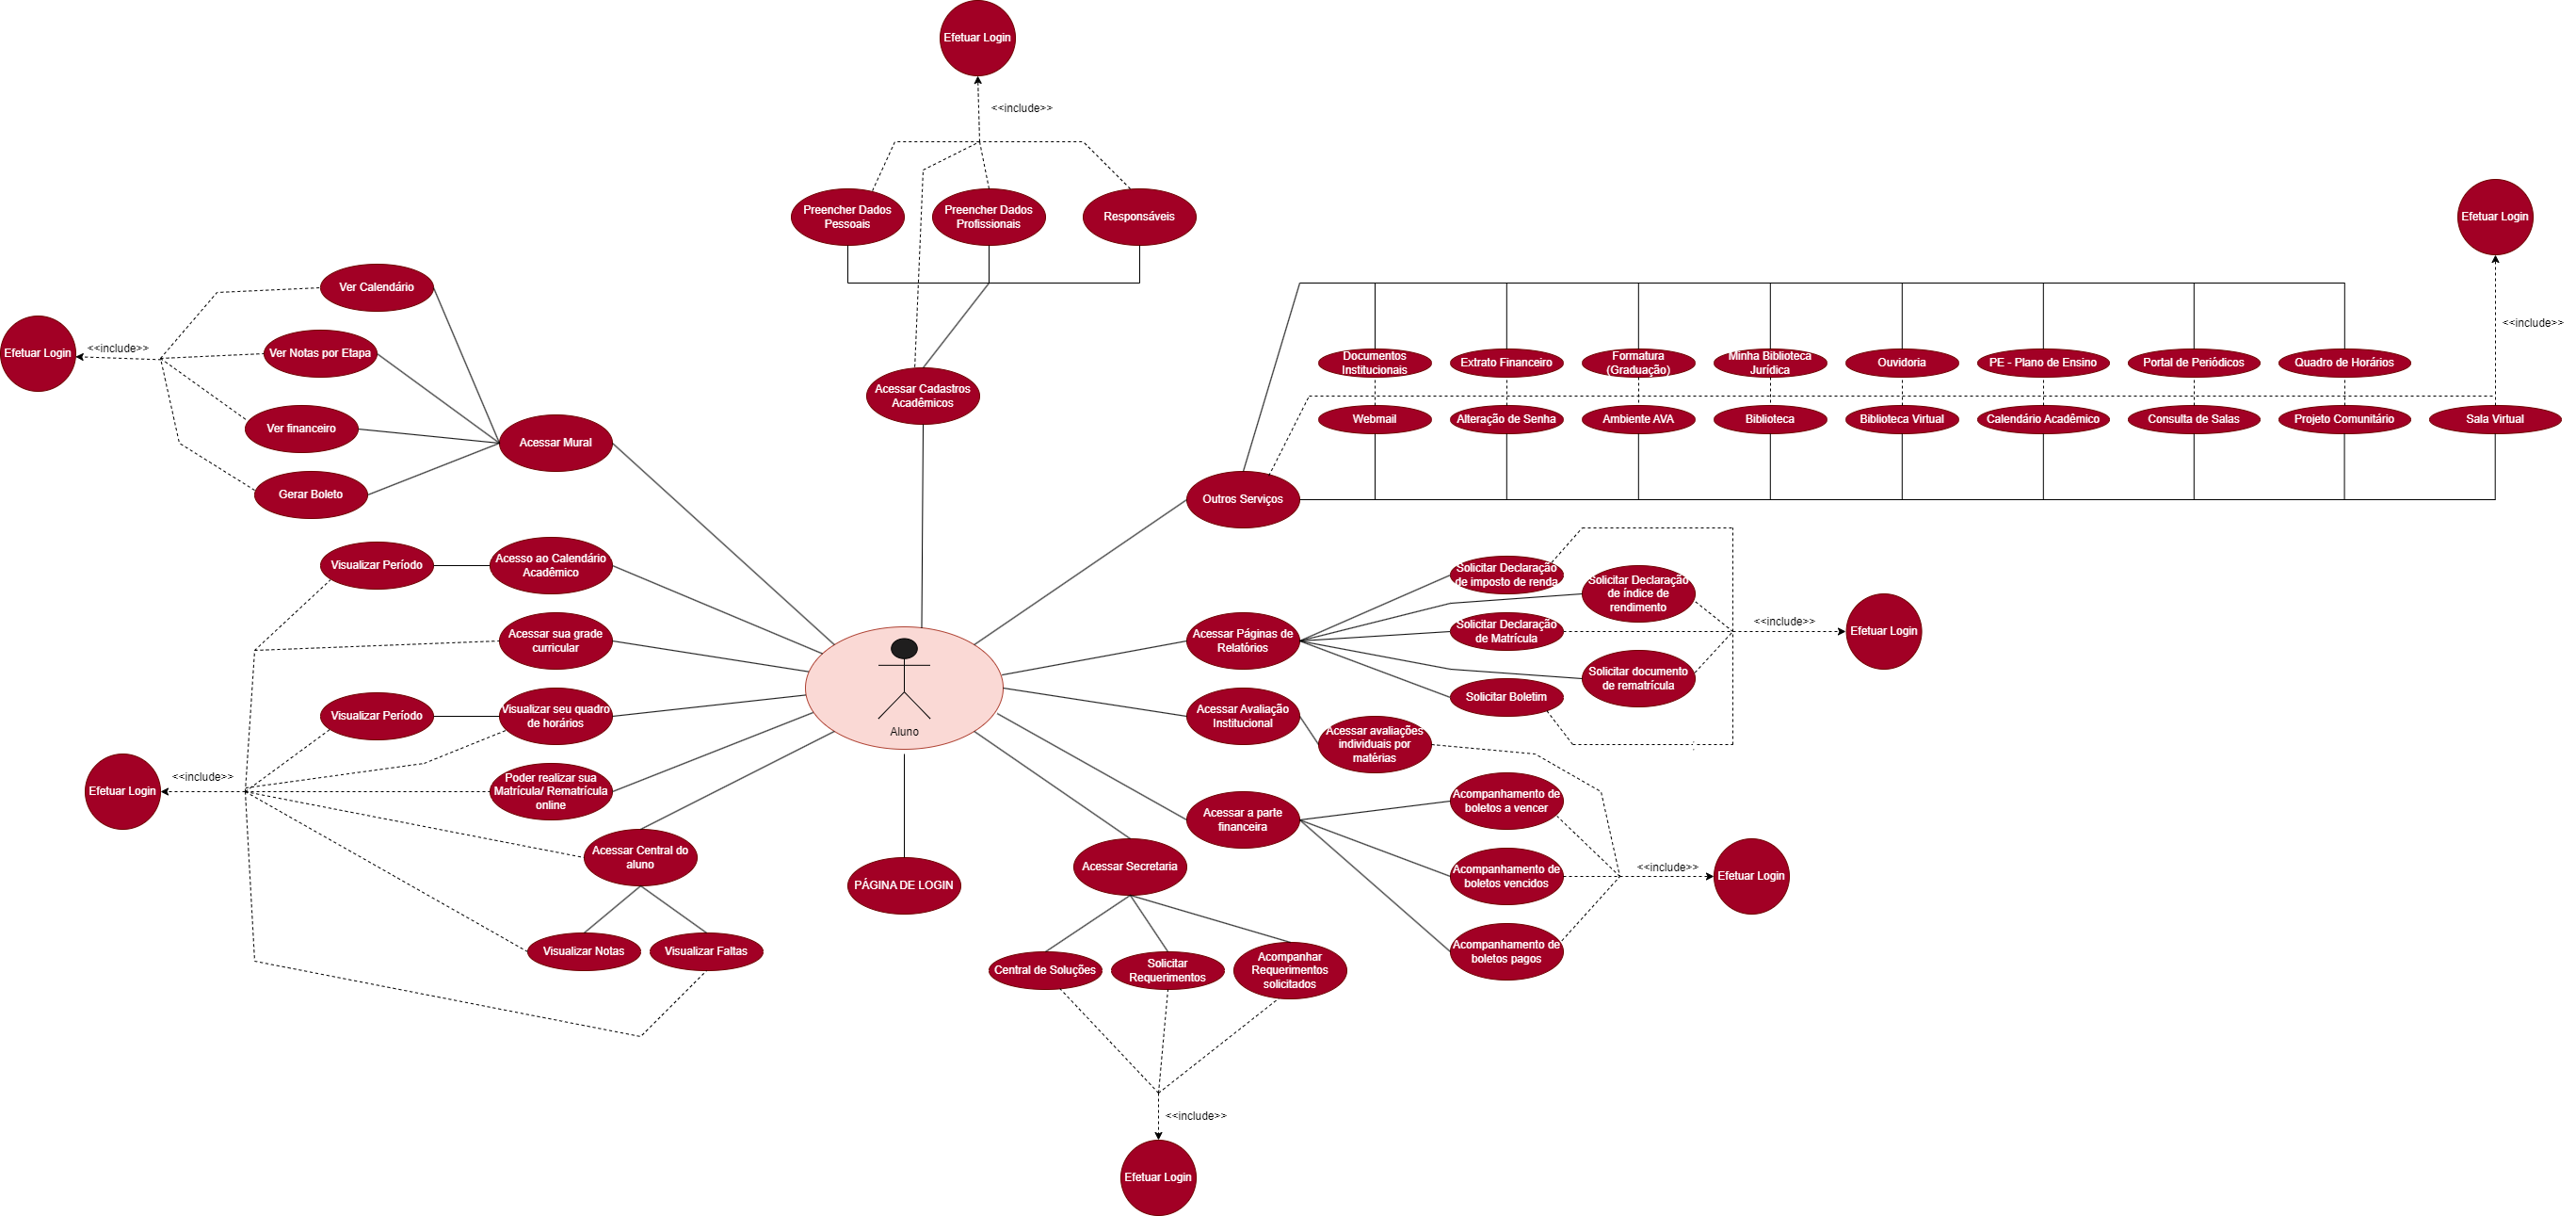 Efetuar Login
<<include>>
Preencher Dados
Pessoais
Preencher Dados
Profissionais
Responsáveis
Efetuar Login
<<include>>
Ver Calendário
Efetuar Login
<<include>>
Ver Notas por Etapa
Ver financeiro
Gerar Boleto
Acessar Mural
Acessar Cadastros
Acadêmicos
Documentos
Institucionais
Extrato Financeiro
Formatura
(Graduação)
Minha Biblioteca
Jurídica
Ouvidoria
PE - Plano de Ensino
Portal de Periódicos
Quadro de Horários
Webmail
Alteração de Senha
Ambiente AVA
Biblioteca
Biblioteca Virtual
Calendário Acadêmico
Consulta de Salas
Projeto Comunitário
Sala Virtual
Outros Serviços
Visualizar Período
Acesso ao Calendário
Acadêmico
Acessar sua grade
curricular
Visualizar Período
Visualizar seu quadro
de horários
Efetuar Login
<<include>>
Poder realizar sua
Matrícula/ Rematrícula
online
Acessar Central do
aluno
Visualizar Notas
Visualizar Faltas
Aluno
PÁGINA DE LOGIN
Acessar Páginas de
Relatórios
Solicitar Declaração
de imposto de renda
Solicitar Declaração
de índice de
rendimento
Solicitar Declaração
de Matrícula
Solicitar documento
de rematrícula
Solicitar Boletim
<<include>>
Efetuar Login
Acessar Avaliação
Institucional
Acessar avaliações
individuais por
matérias
Acessar a parte
financeira
Acompanhamento de
boletos a vencer
Acompanhamento de
boletos vencidos
Acompanhamento de
boletos pagos
<<include>>
Efetuar Login
Acessar Secretaria
Central de Soluções
Solicitar
Requerimentos
Acompanhar
Requerimentos
solicitados
<<include>>
Efetuar Login